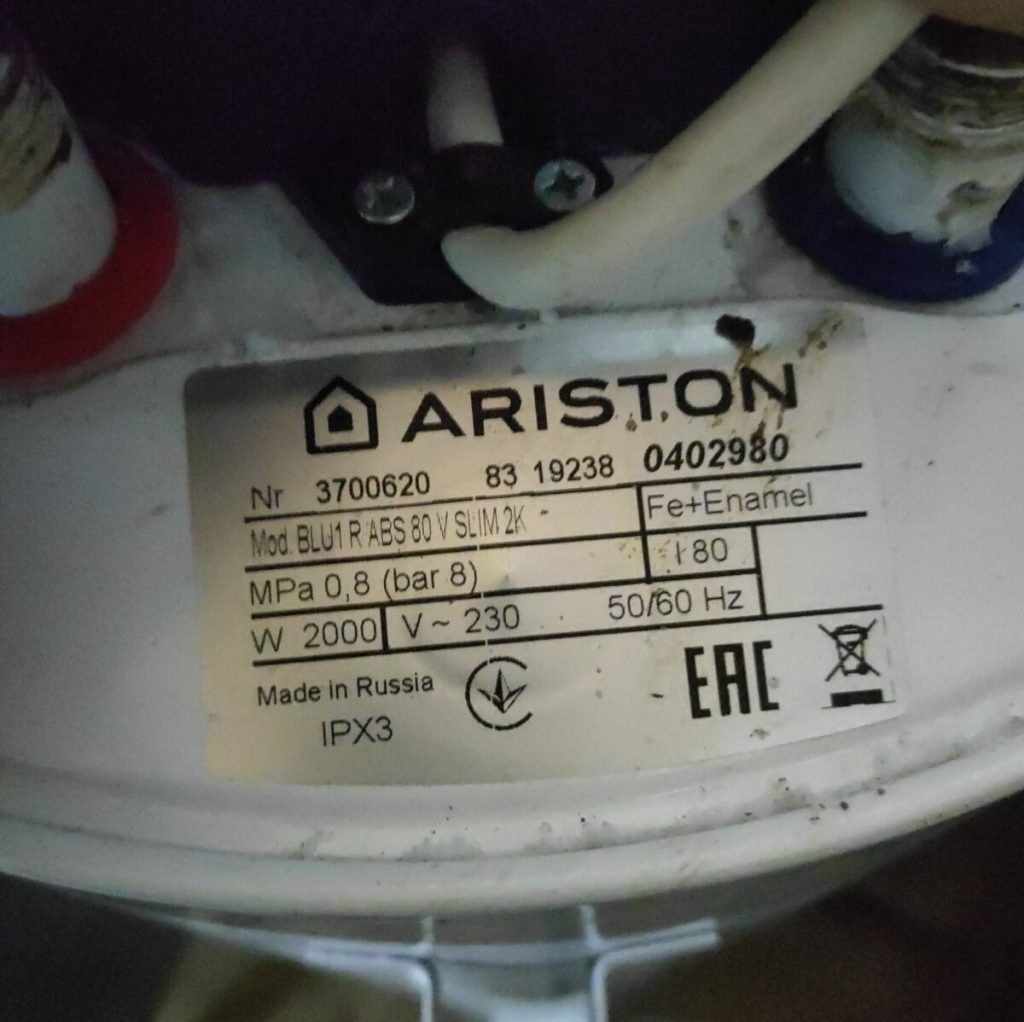 ARISTON
Nr 3700620 83 19238 0402980
Mod. BLU1 R ABS 80 V SLIM 2K Fe+Enamel
MPa 0,8 (bar 8) l 80
W 2000 V ~ 230 50/60 Hz
Made in Russia
IPX3
EAC